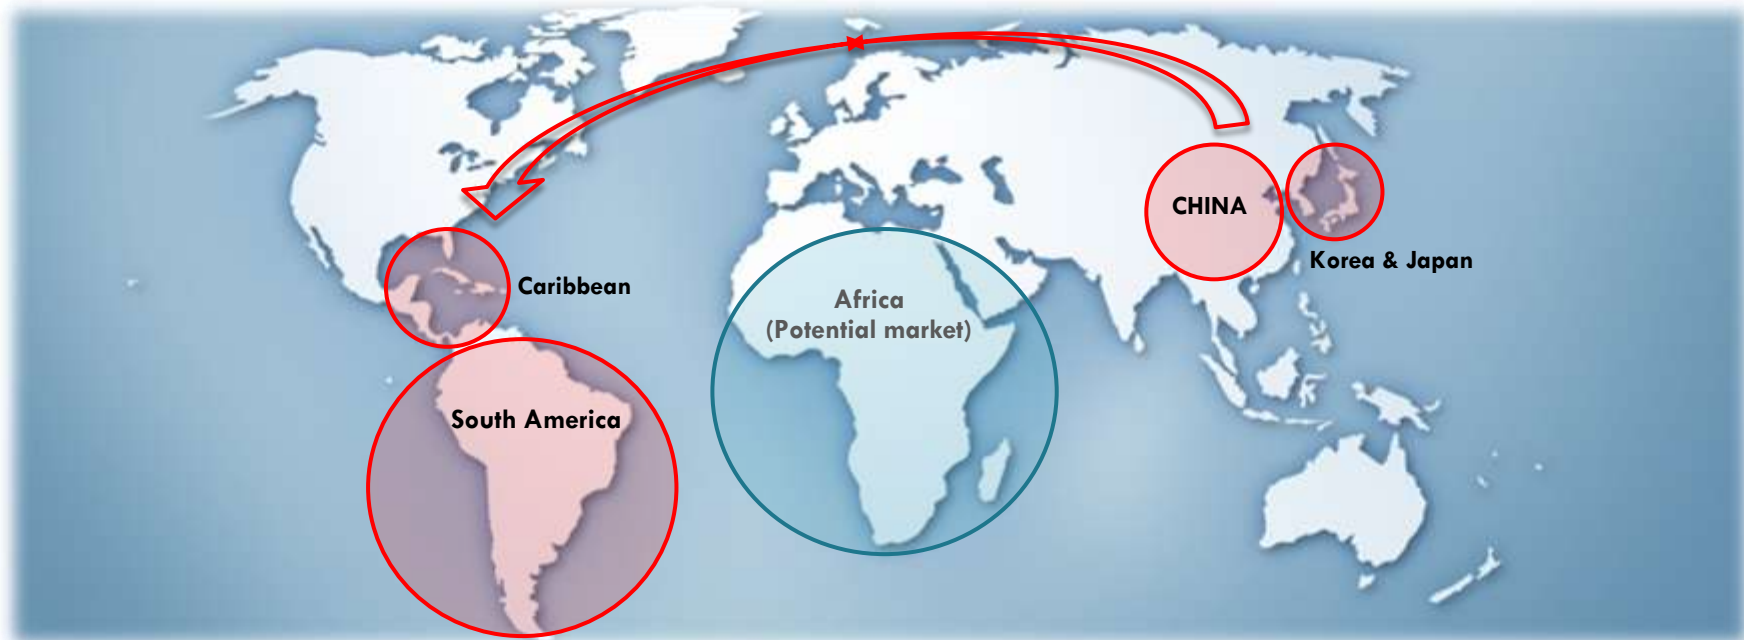 CHINA
Korea & Japan
Caribbean
Africa
(Potential market)
South America